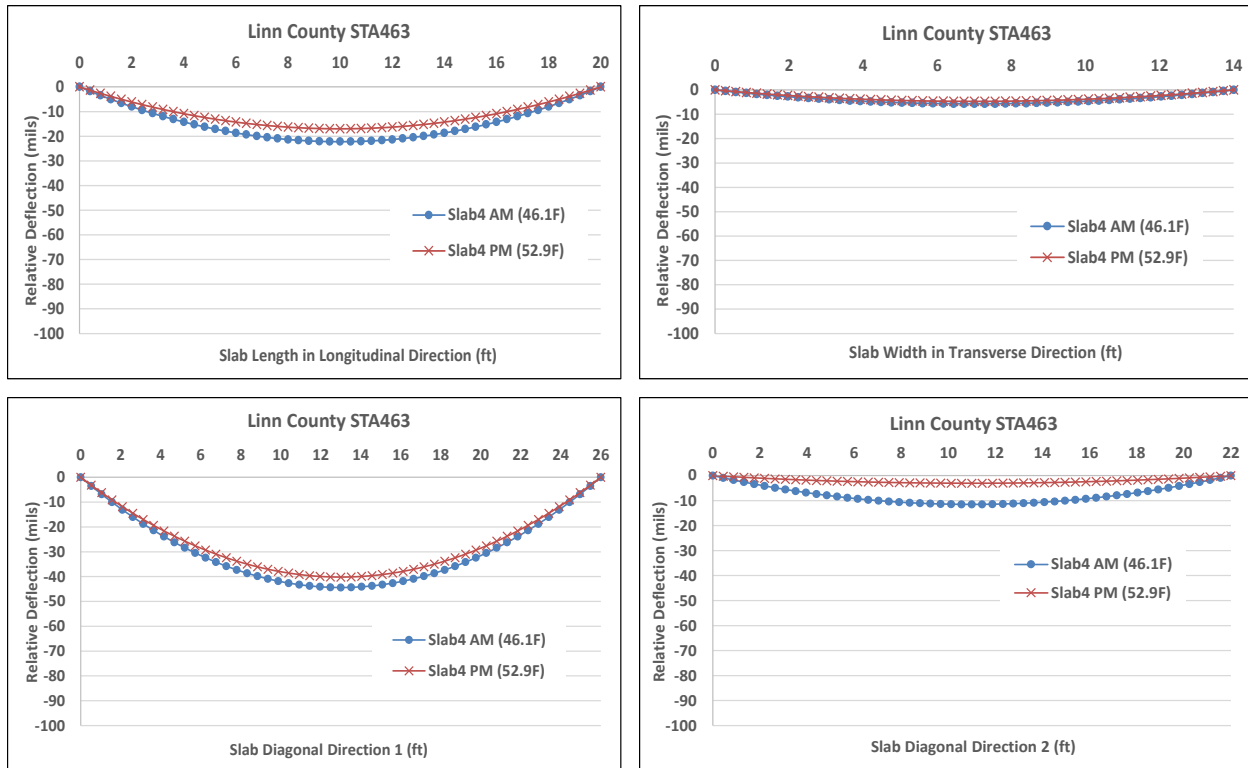 Linn County STA463
0 2 4 6 8 10 12 14 16 18 20
0
-10
-20
-30
-40
-50
-60
-70
-80
-90
-100
Relative Deflection (mils)
Slab4 AM (46.1F)
Slab4 PM (52.9F)
Slab Length in Longitudinal Direction (ft)
Linn County STA463
0 2 4 6 8 10 12 14
0
-10
-20
-30
-40
-50
-60
-70
-80
-90
-100
Relative Deflection (mils)
Slab4 AM (46.1F)
Slab4 PM (52.9F)
Slab Width in Transverse Direction (ft)
Linn County STA463
0 2 4 6 8 10 12 14 16 18 20 22 24 26
0
-10
-20
-30
-40
-50
-60
-70
-80
-90
-100
Relative Deflection (mils)
Slab4 AM (46.1F)
Slab4 PM (52.9F)
Slab Diagonal Direction 1 (ft)
Linn County STA463
0 2 4 6 8 10 12 14 16 18 20 22
0
-10
-20
-30
-40
-50
-60
-70
-80
-90
-100
Relative Deflection (mils)
Slab4 AM (46.1F)
Slab4 PM (52.9F)
Slab Diagonal Direction 2 (ft)